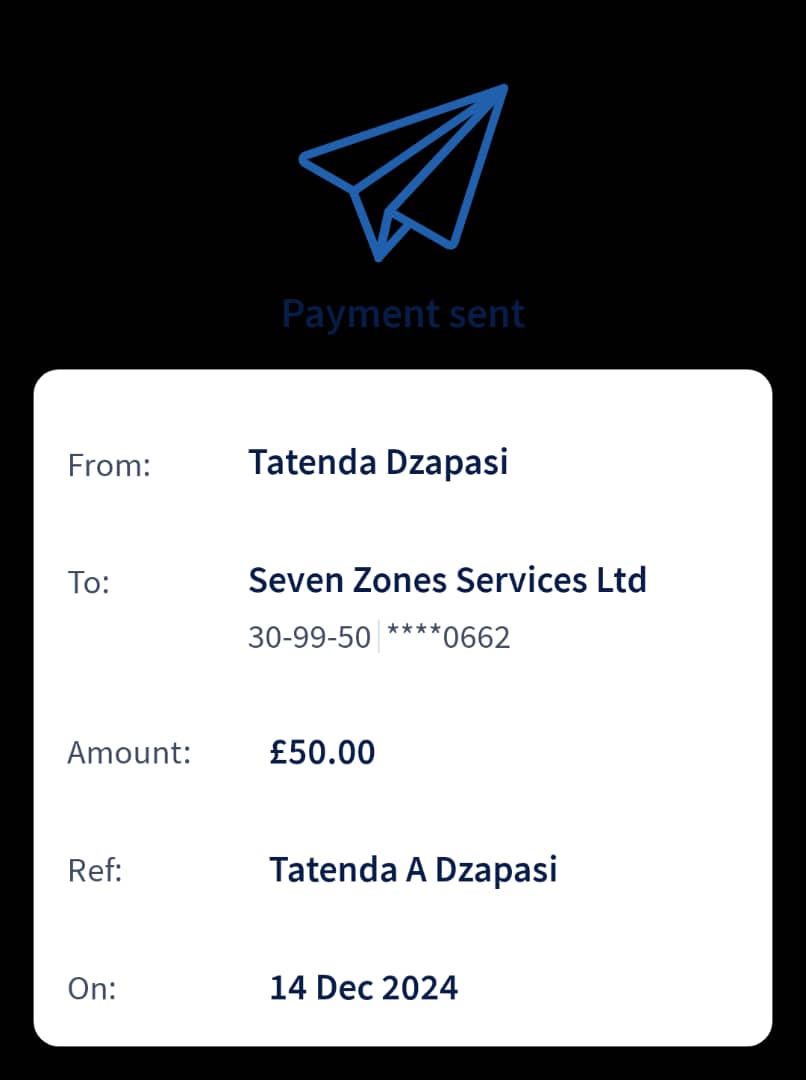 Payment sent
From: Tatenda Dzapasi
To: Seven Zones Services Ltd
30-99-50 ****0662
Amount: £50.00
Ref: Tatenda A Dzapasi
On: 14 Dec 2024